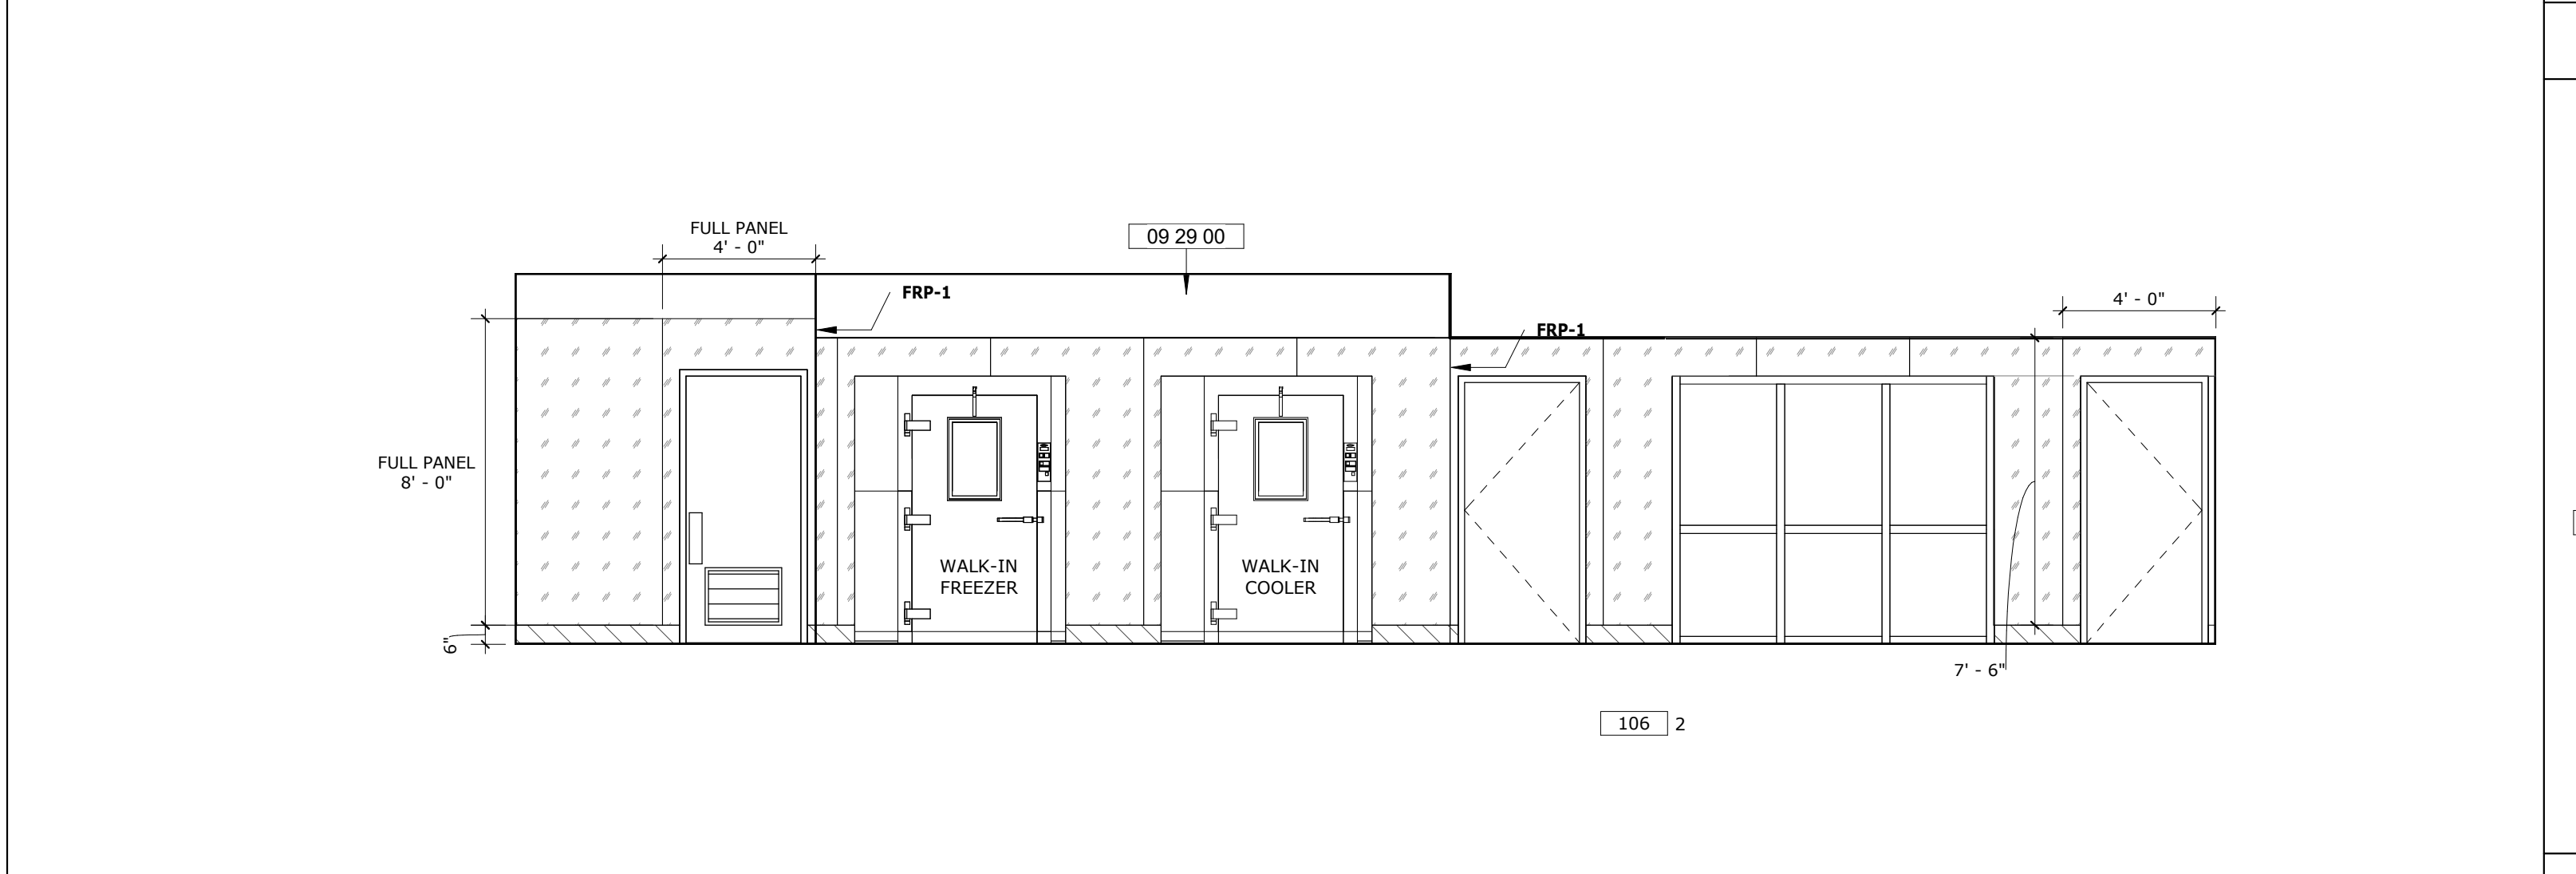 FULL PANEL
4' - 0"
09 29 00
FRP-1
4' - 0"
FRP-1
FULL PANEL
8' - 0"
WALK-IN
FREEZER
WALK-IN
COOLER
6"
7' - 6"
106 2